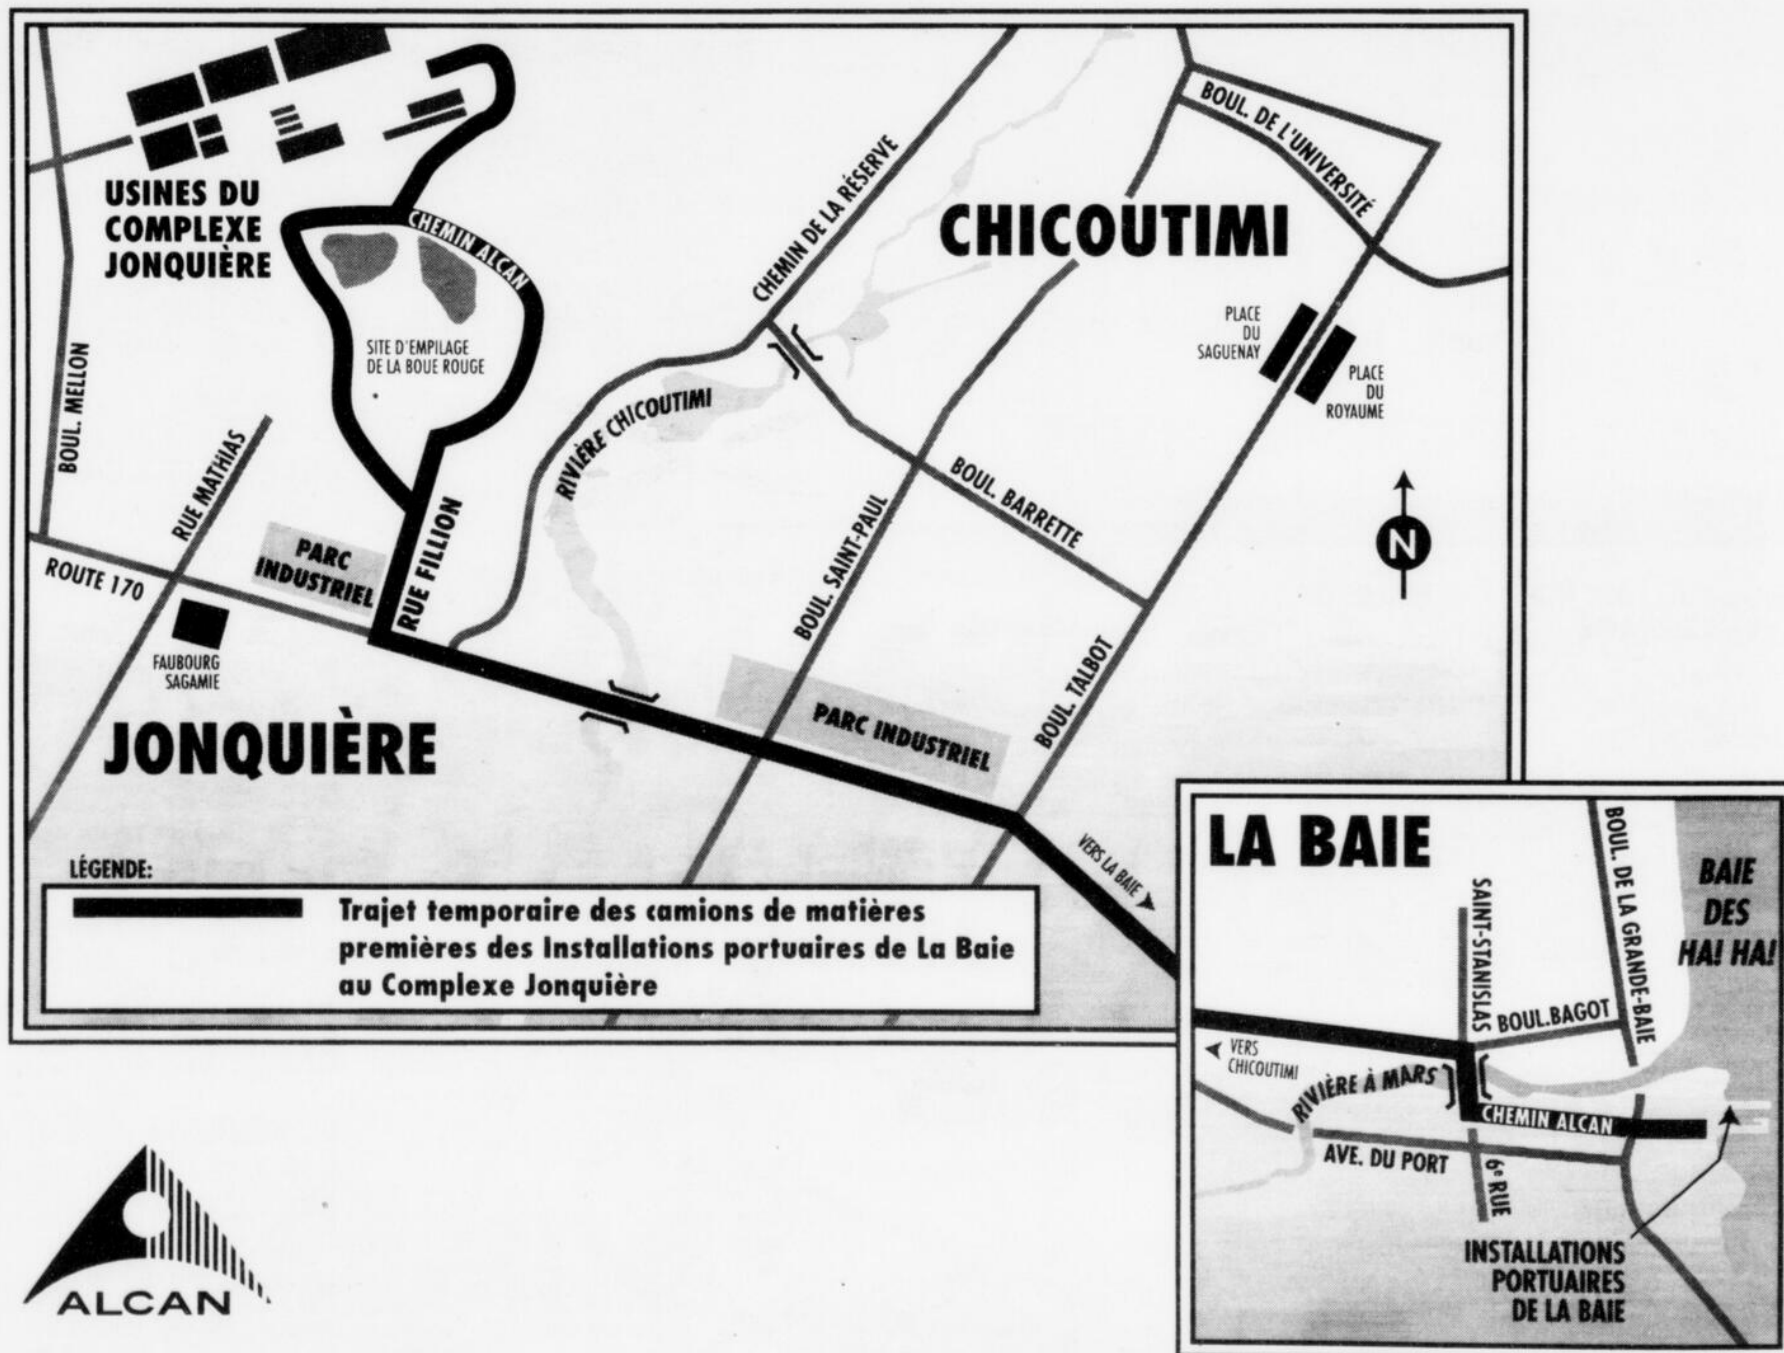 USINES DU
COMPLEXE
JONQUIÈRE
CHEMIN ALCAN
SITE D'EMPILAGE
DE LA BOUE ROUGE
BOUL. MELLON
RUE MATHIAS
ROUTE 170
PARC
INDUSTRIEL
RUE FILLION
FAUBOURG
SAGAMIE
JONQUIÈRE
CHEMIN DE LA RÉSERVE
RIVIÈRE CHICOUTIMI
CHICOUTIMI
BOUL. DE L'UNIVERSITÉ
PLACE
DU
SAGUENAY
PLACE
DU
ROYAUME
BOUL. BARRETTE
BOUL. SAINT-PAUL
BOUL. TALBOT
PARC INDUSTRIEL
N
VERS LA BAIE
LÉGENDE:
Trajet temporaire des camions de matières
premières des Installations portuaires de La Baie
au Complexe Jonquière
LA BAIE
BOUL. DE LA GRANDE-BAIE
BAIE
DES
HA! HA!
SAINT-STANISLAS
BOUL.BAGOT
VERS
CHICOUTIMI
RIVIÈRE À MARS
CHEMIN ALCAN
AVE. DU PORT
6e RUE
INSTALLATIONS
PORTUAIRES
DE LA BAIE
ALCAN